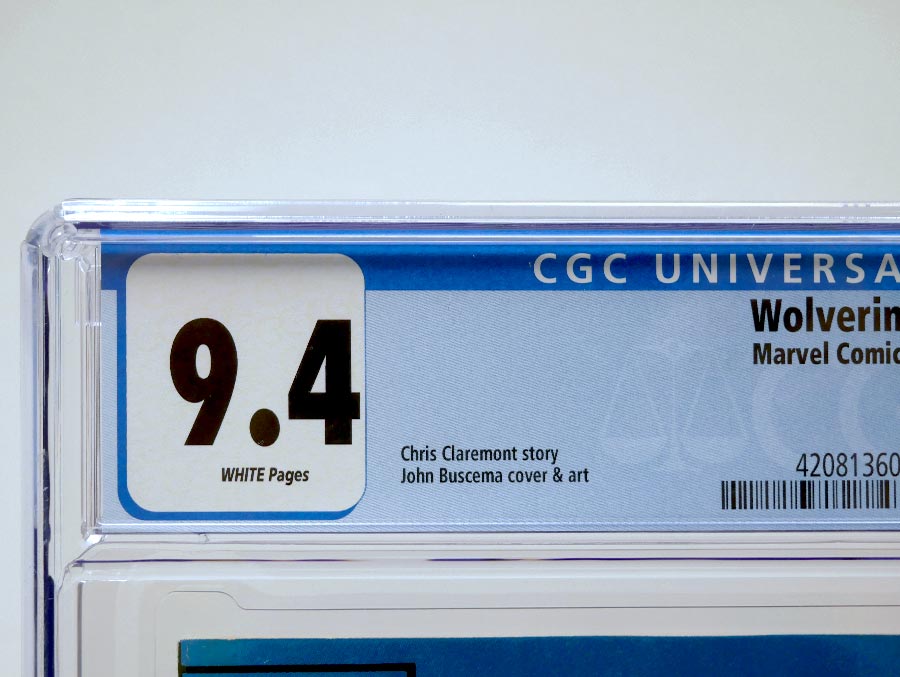 CGC UNIVERSA
9.4
WHITE Pages
Wolverin
Marvel Comic
Chris Claremont story
John Buscema cover & art
42081360